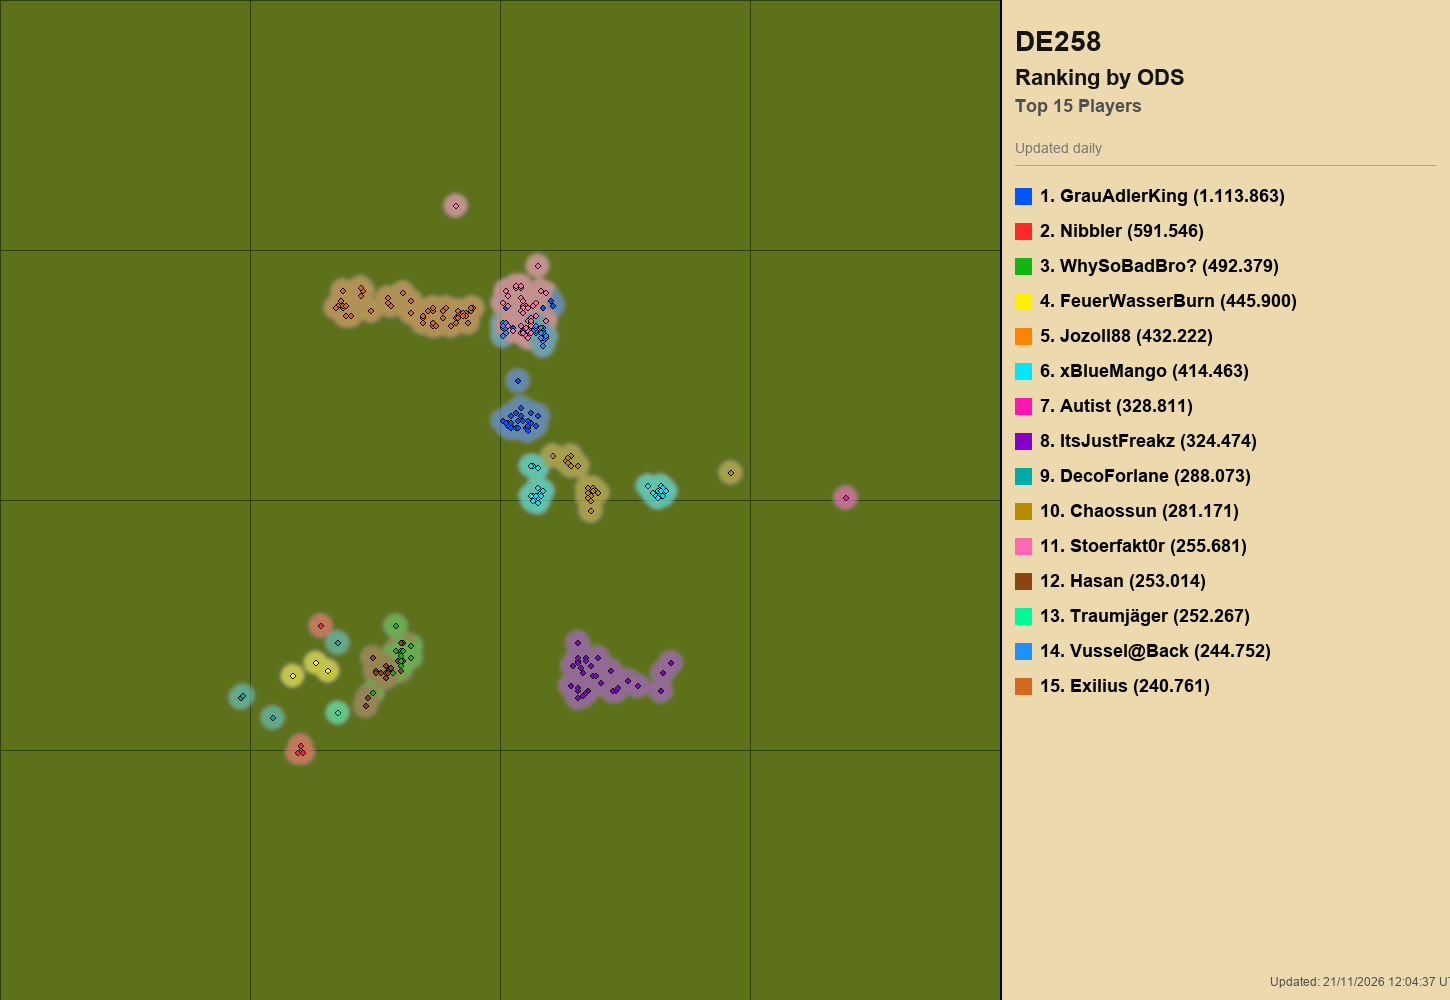 DE258
Ranking by ODS
Top 15 Players
Updated daily
1. GrauAdlerKing (1.113.863)
2. Nibbler (591.546)
3. WhySoBadBro? (492.379)
4. FeuerWasserBurn (445.900)
5. Jozoll88 (432.222)
6. xBlueMango (414.463)
7. Autist (328.811)
8. ItsJustFreakz (324.474)
9. DecoForlane (288.073)
10. Chaossun (281.171)
11. Stoerfakt0r (255.681)
12. Hasan (253.014)
13. Traumjäger (252.267)
14. Vussel@Back (244.752)
15. Exilius (240.761)
Updated: 21/11/2026 12:04:37